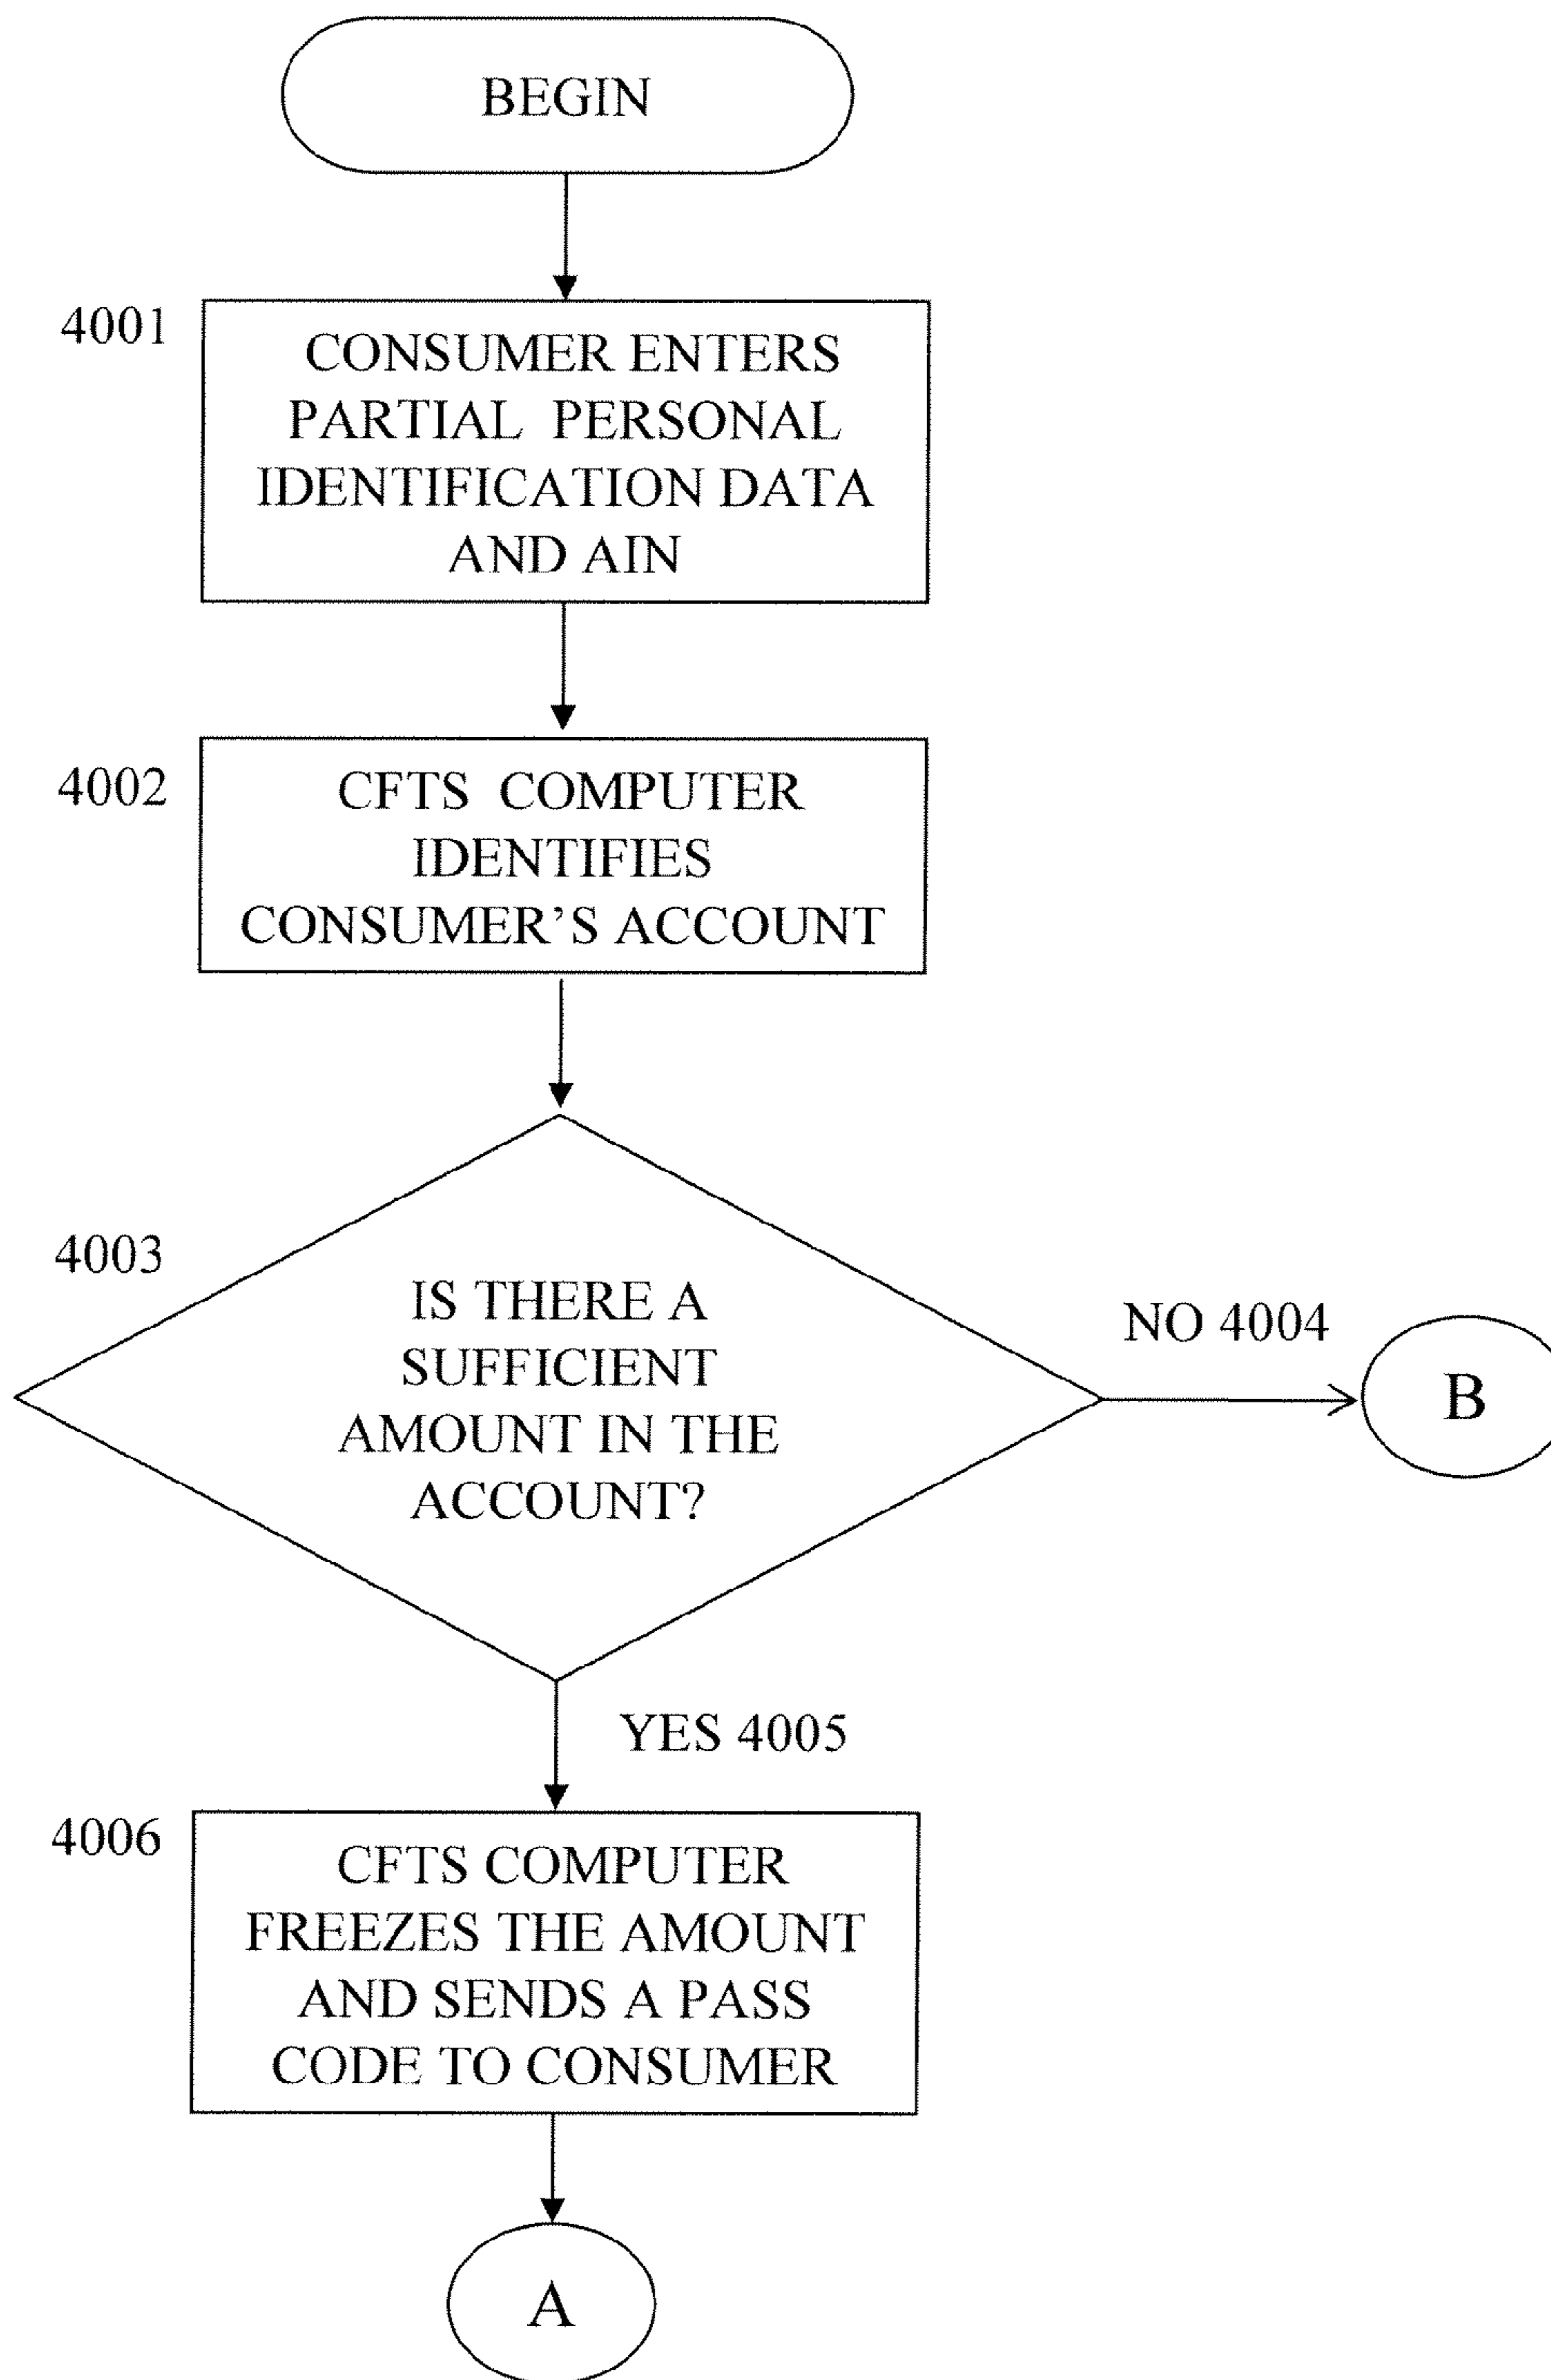 BEGIN
4001
CONSUMER ENTERS
PARTIAL PERSONAL
IDENTIFICATION DATA
AND AIN
4002
CFTS COMPUTER
IDENTIFIES
CONSUMER’S ACCOUNT
4003
IS THERE A
SUFFICIENT
AMOUNT IN THE
ACCOUNT?
NO 4004
B
YES 4005
4006
CFTS COMPUTER
FREEZES THE AMOUNT
AND SENDS A PASS
CODE TO CONSUMER
A